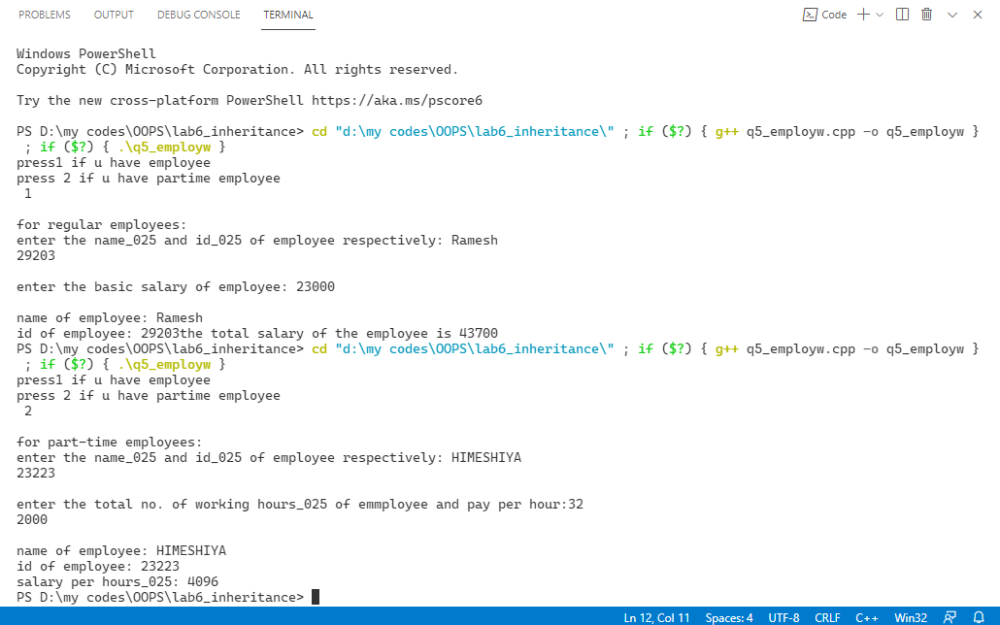 PROBLEMS OUTPUT DEBUG CONSOLE TERMINAL Code
Windows PowerShell
Copyright (C) Microsoft Corporation. All rights reserved.
Try the new cross-platform PowerShell https://aka.ms/pscore6
PS D:\my codes\OOPS\lab6_inheritance> cd "d:\my codes\OOPS\lab6_inheritance\" ; if ($?) { g++ q5_employw.cpp -o q5_employw }
; if ($?) { .\q5_employw }
press1 if u have employee
press 2 if u have partime employee
1
for regular employees:
enter the name_025 and id_025 of employee respectively: Ramesh
29203
enter the basic salary of employee: 23000
name of employee: Ramesh
id of employee: 29203the total salary of the employee is 43700
PS D:\my codes\OOPS\lab6_inheritance> cd "d:\my codes\OOPS\lab6_inheritance\" ; if ($?) { g++ q5_employw.cpp -o q5_employw }
; if ($?) { .\q5_employw }
press1 if u have employee
press 2 if u have partime employee
2
for part-time employees:
enter the name_025 and id_025 of employee respectively: HIMESHIYA
23223
enter the total no. of working hours_025 of emmployee and pay per hour:32
2000
name of employee: HIMESHIYA
id of employee: 23223
salary per hours_025: 4096
PS D:\my codes\OOPS\lab6_inheritance>
Ln 12, Col 11 Spaces: 4 UTF-8 CRLF C++ Win32